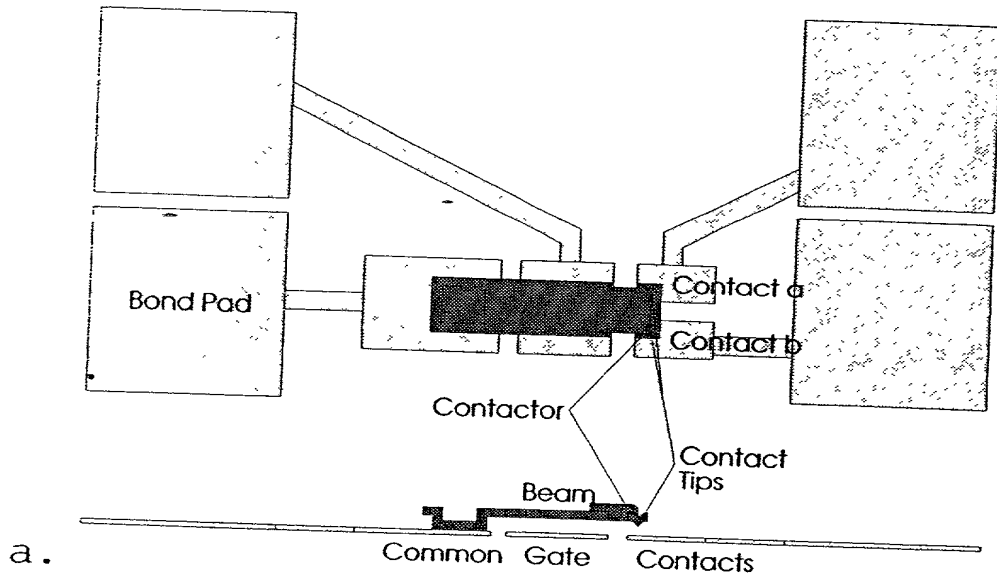 Bond Pad
Contact a
Contact b
Contactor
Contact
Tips
Beam
Common
Gate
Contacts
a.